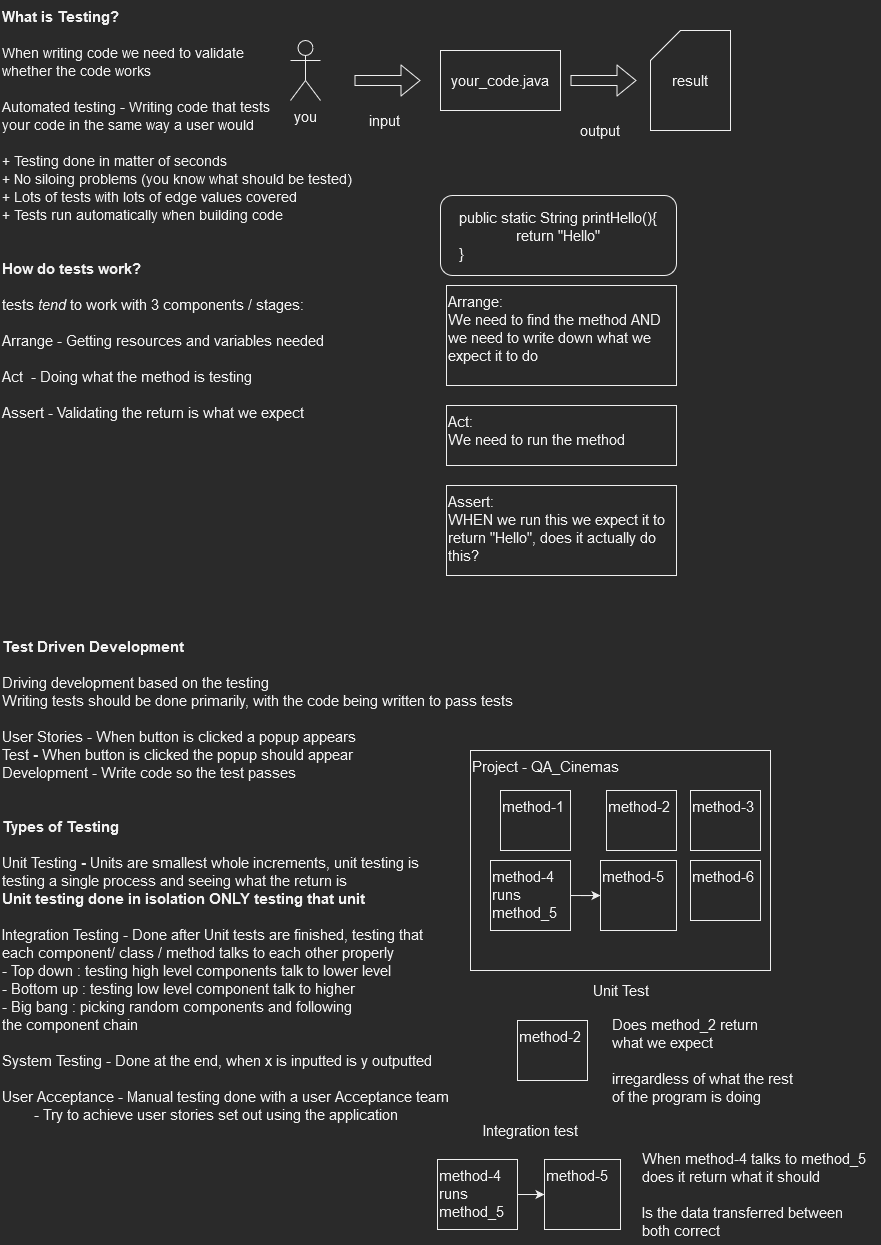 What is Testing?
When writing code we need to validate
whether the code works
Automated testing - Writing code that tests
your code in the same way a user would
+ Testing done in matter of seconds
+ No siloing problems (you know what should be tested)
+ Lots of tests with lots of edge values covered
+ Tests run automatically when building code
you
input
your_code.java
output
result
How do tests work?
tests tend to work with 3 components / stages:
Arrange - Getting resources and variables needed
Act - Doing what the method is testing
Assert - Validating the return is what we expect
public static String printHello(){
return "Hello"
}
Arrange:
We need to find the method AND
we need to write down what we
expect it to do
Act:
We need to run the method
Assert:
WHEN we run this we expect it to
return "Hello", does it actually do
this?
Test Driven Development
Driving development based on the testing
Writing tests should be done primarily, with the code being written to pass tests
User Stories - When button is clicked a popup appears
Test - When button is clicked the popup should appear
Development - Write code so the test passes
Types of Testing
Unit Testing - Units are smallest whole increments, unit testing is
testing a single process and seeing what the return is
Unit testing done in isolation ONLY testing that unit
Integration Testing - Done after Unit tests are finished, testing that
each component/ class / method talks to each other properly
- Top down : testing high level components talk to lower level
- Bottom up : testing low level component talk to higher
- Big bang : picking random components and following
the component chain
System Testing - Done at the end, when x is inputted is y outputted
User Acceptance - Manual testing done with a user Acceptance team
- Try to achieve user stories set out using the application
Project - QA_Cinemas
method-1
method-2
method-3
method-4
runs
method_5
method-5
method-6
Unit Test
method-2
Does method_2 return
what we expect
irregardless of what the rest
of the program is doing
Integration test
method-4
runs
method_5
method-5
When method-4 talks to method_5
does it return what it should
Is the data transferred between
both correct